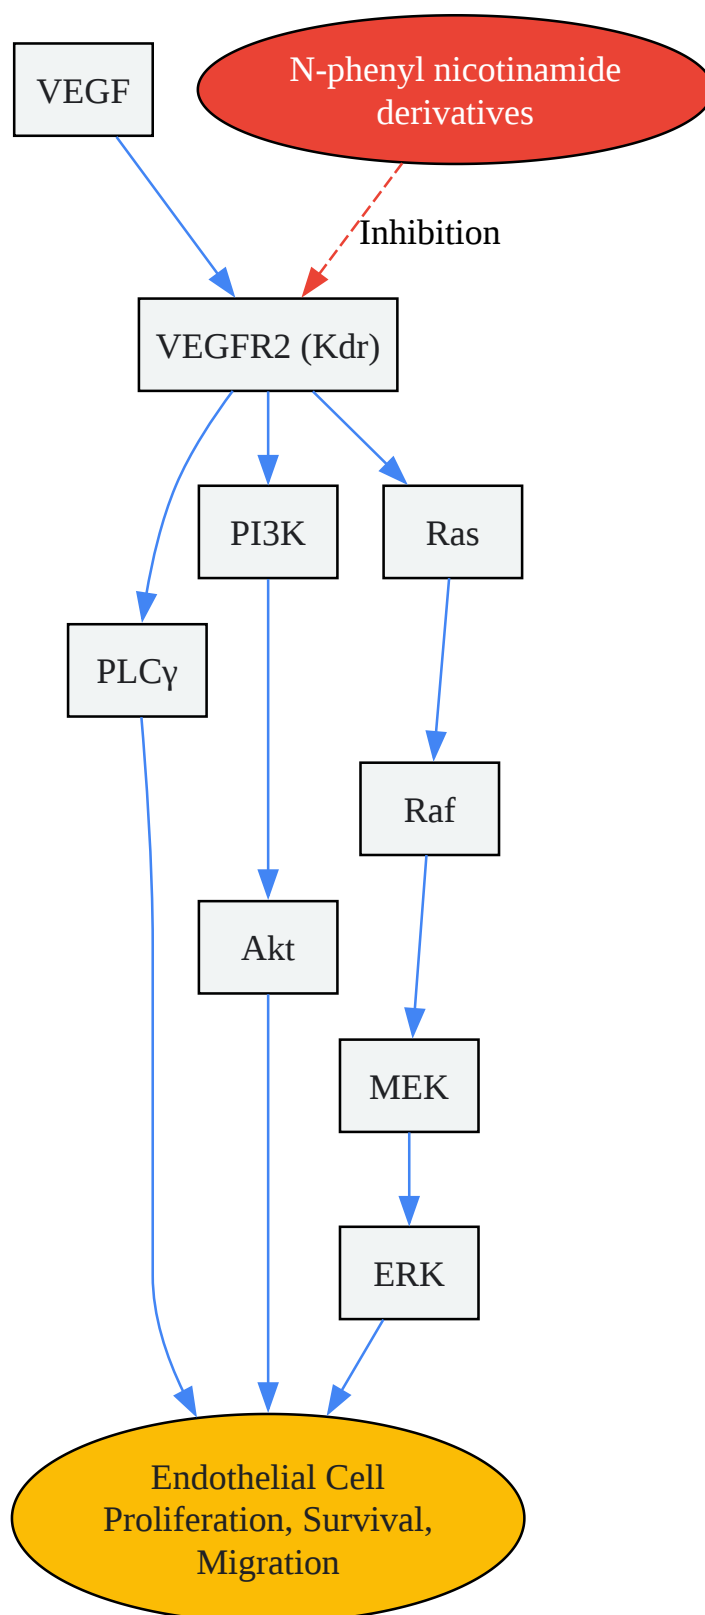 VEGF
N-phenyl nicotinamide
derivatives
Inhibition
VEGFR2 (Kdr)
PI3K
Ras
PLCγ
Raf
Akt
MEK
ERK
Endothelial Cell
Proliferation, Survival,
Migration